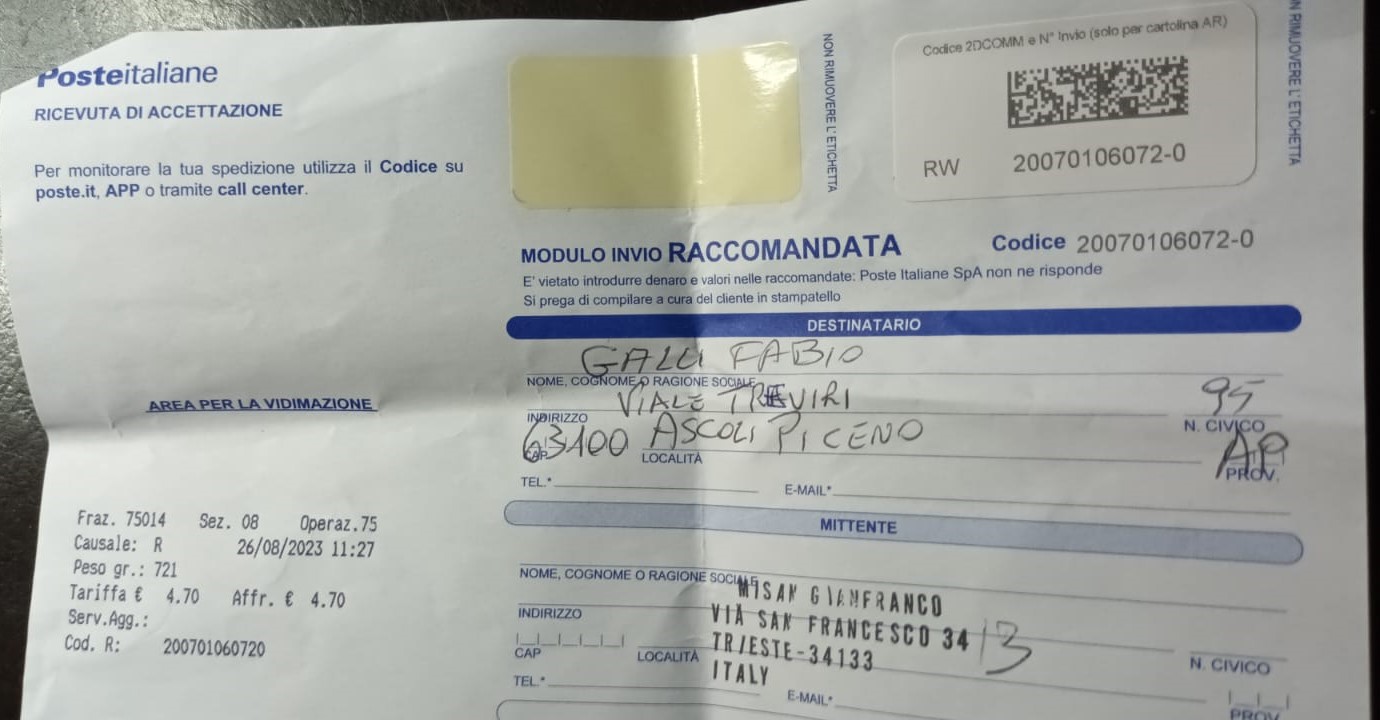 Posteitaliane
RICEVUTA DI ACCETTAZIONE
Per monitorare la tua spedizione utilizza il Codice su
poste.it, APP o tramite call center.
AREA PER LA VIDIMAZIONE
Fraz. 75014 Sez. 08 Operaz.75
Causale: R 26/08/2023 11:27
Peso gr.: 721
Tariffa € 4.70 Affr. € 4.70
Serv.Agg.:
Cod. R: 200701060720
NON RIMUOVERE L'ETICHETTA
Codice 2DCOMM e N° Invio (solo per cartolina AR)
RW 20070106072-0
NON RIMUOVERE L'ETICHETTA
MODULO INVIO RACCOMANDATA Codice 20070106072-0
E' vietato introdurre denaro e valori nelle raccomandate: Poste Italiane SpA non ne risponde
Si prega di compilare a cura del cliente in stampatello
DESTINATARIO
GALLI FABIO
NOME, COGNOME O RAGIONE SOCIALE
VIALE TREVIRI 95
INDIRIZZO N. CIVICO
63100 ASCOLI PICENO AP
CAP LOCALITÀ PROV.
TEL.* E-MAIL*
MITTENTE
NOME, COGNOME O RAGIONE SOCIALE
MISAN GIANFRANCO
INDIRIZZO
VIA SAN FRANCESCO 34/3
N. CIVICO
TRIESTE-34133
CAP LOCALITÀ
ITALY
TEL.* E-MAIL*
PROV